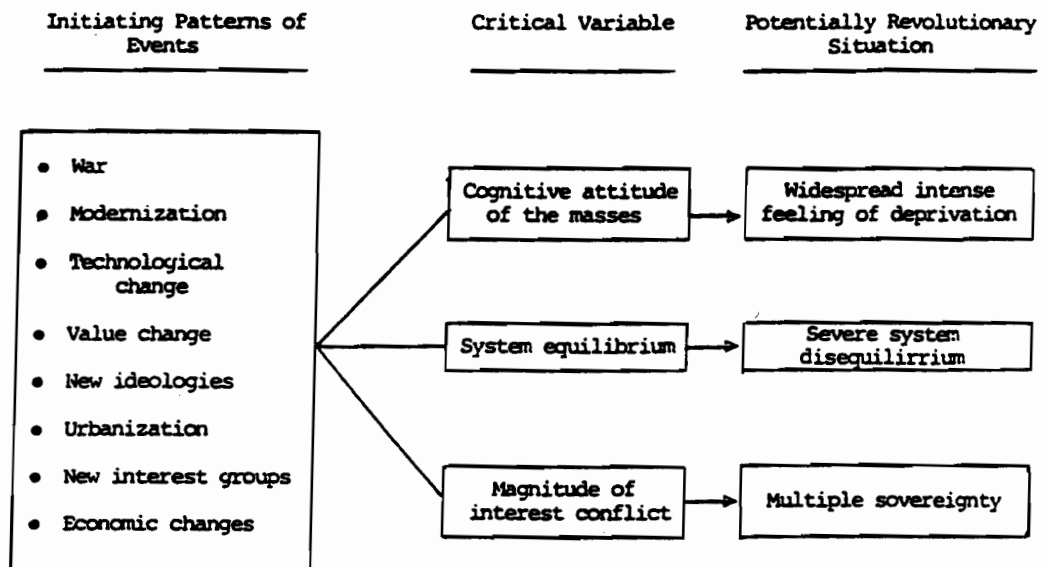 Initiating Patterns of
Events
Critical Variable
Potentially Revolutionary
Situation
• War
• Modernization
• Technological
change
• Value change
• New ideologies
• Urbanization
• New interest groups
• Economic changes
Cognitive attitude
of the masses
Widespread intense
feeling of deprivation
System equilibrium
Severe system
disequilirrium
Magnitude of
interest conflict
Multiple sovereignty